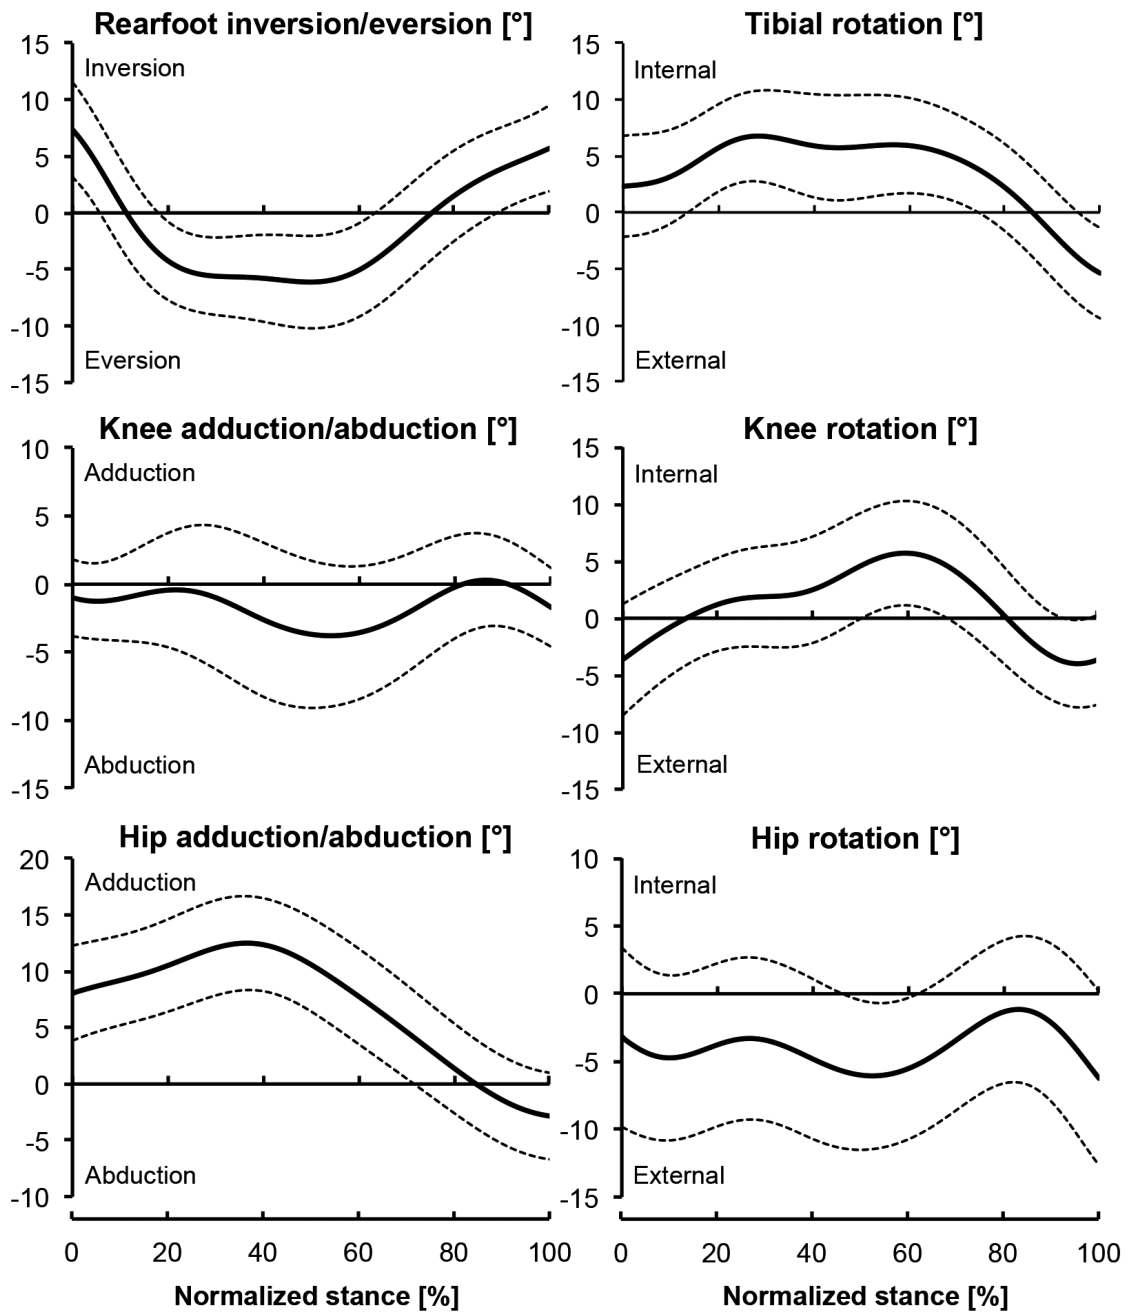 Rearfoot inversion/eversion [°]
15
Inversion
10
5
0
-5
-10
Eversion
-15
Tibial rotation [°]
15
Internal
10
5
0
-5
-10
External
-15
Knee adduction/abduction [°]
10
Adduction
5
0
-5
-10
Abduction
-15
Knee rotation [°]
15
Internal
10
5
0
-5
-10
External
-15
Hip adduction/abduction [°]
20
Adduction
15
10
5
0
-5
Abduction
-10
0 20 40 60 80 100
Normalized stance [%]
Hip rotation [°]
10
Internal
5
0
-5
-10
External
-15
0 20 40 60 80 100
Normalized stance [%]